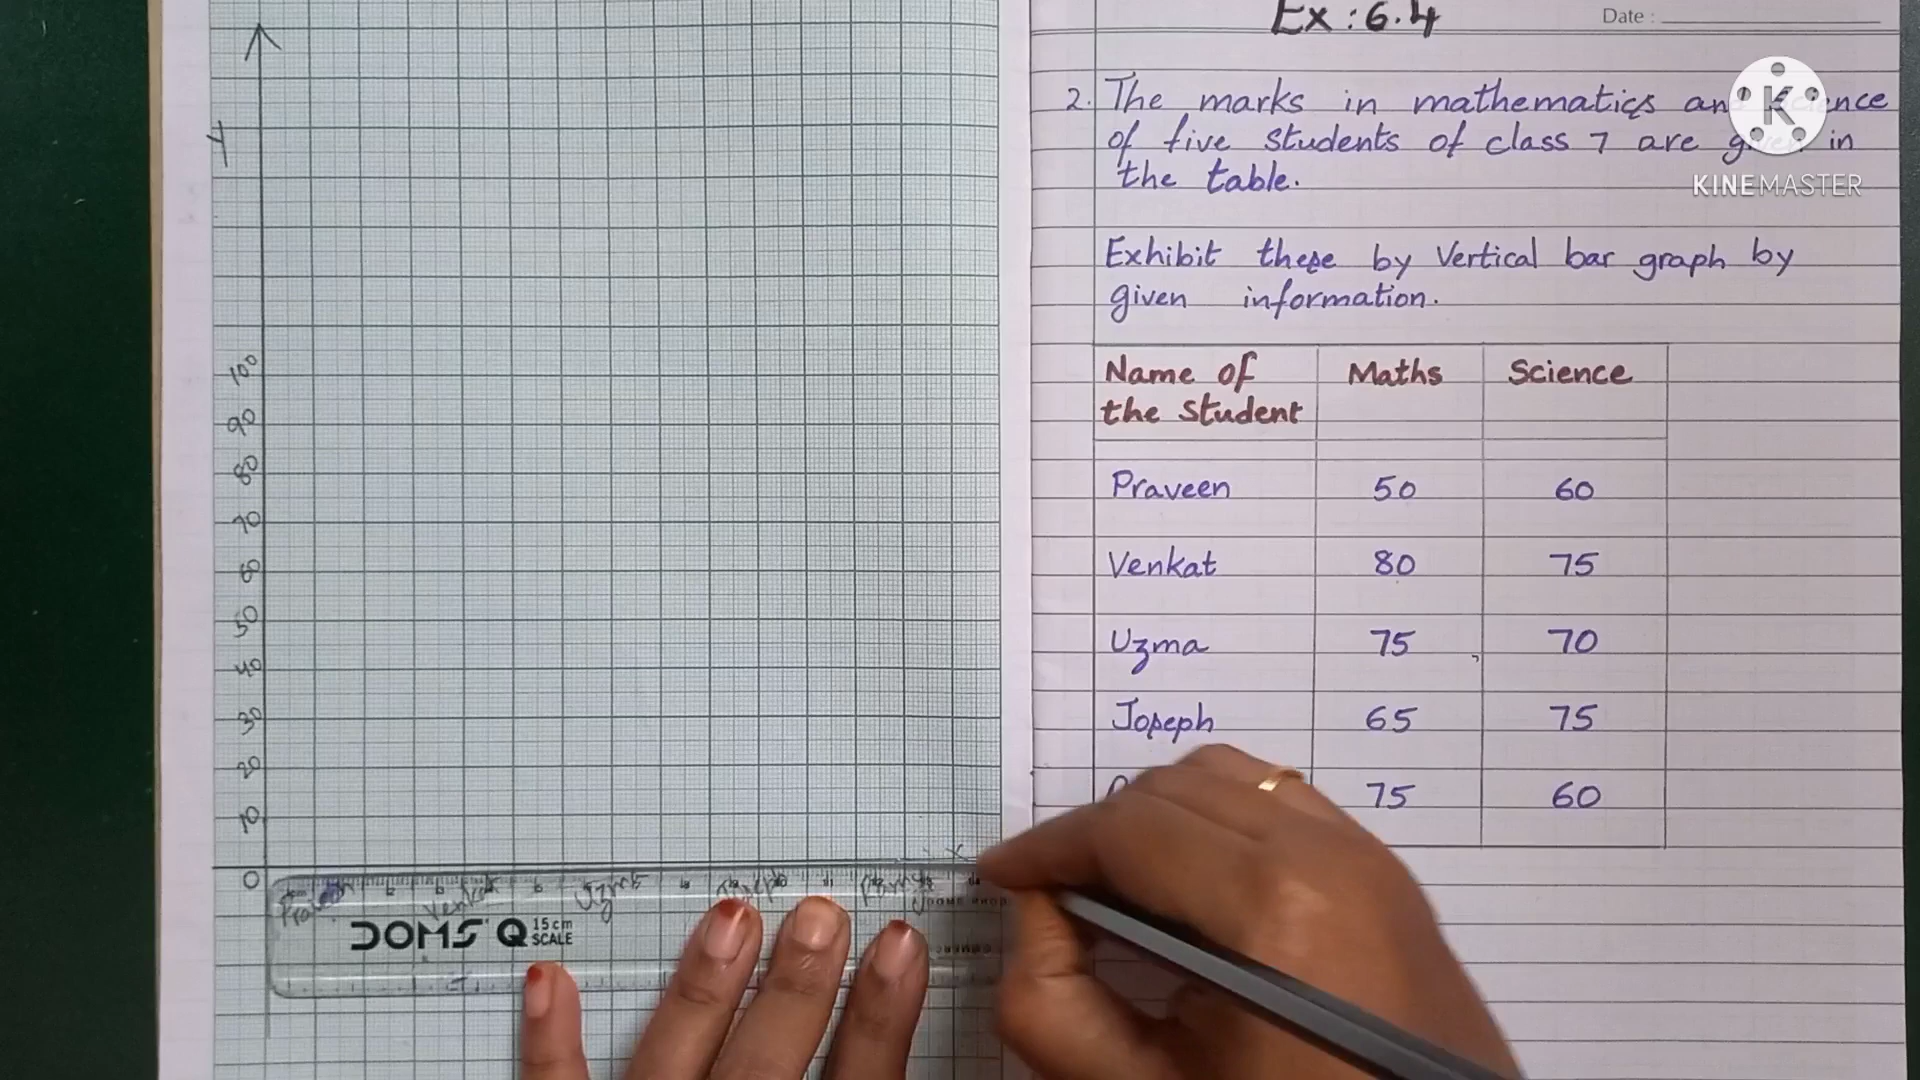 Y
100
90
80
70
60
50
40
30
20
10
0
X
Venkat
Uzma
DOMS Q 15cm
SCALE
Ex : 6.4
Date :
2. The marks in mathematics and science
of five students of class 7 are given in
the table.
Exhibit these by Vertical bar graph by
given information.
Name of Maths Science
the student
Praveen 50 60
Venkat 80 75
Uzma 75 70
Joseph 65 75
75 60
K
KINEMASTER